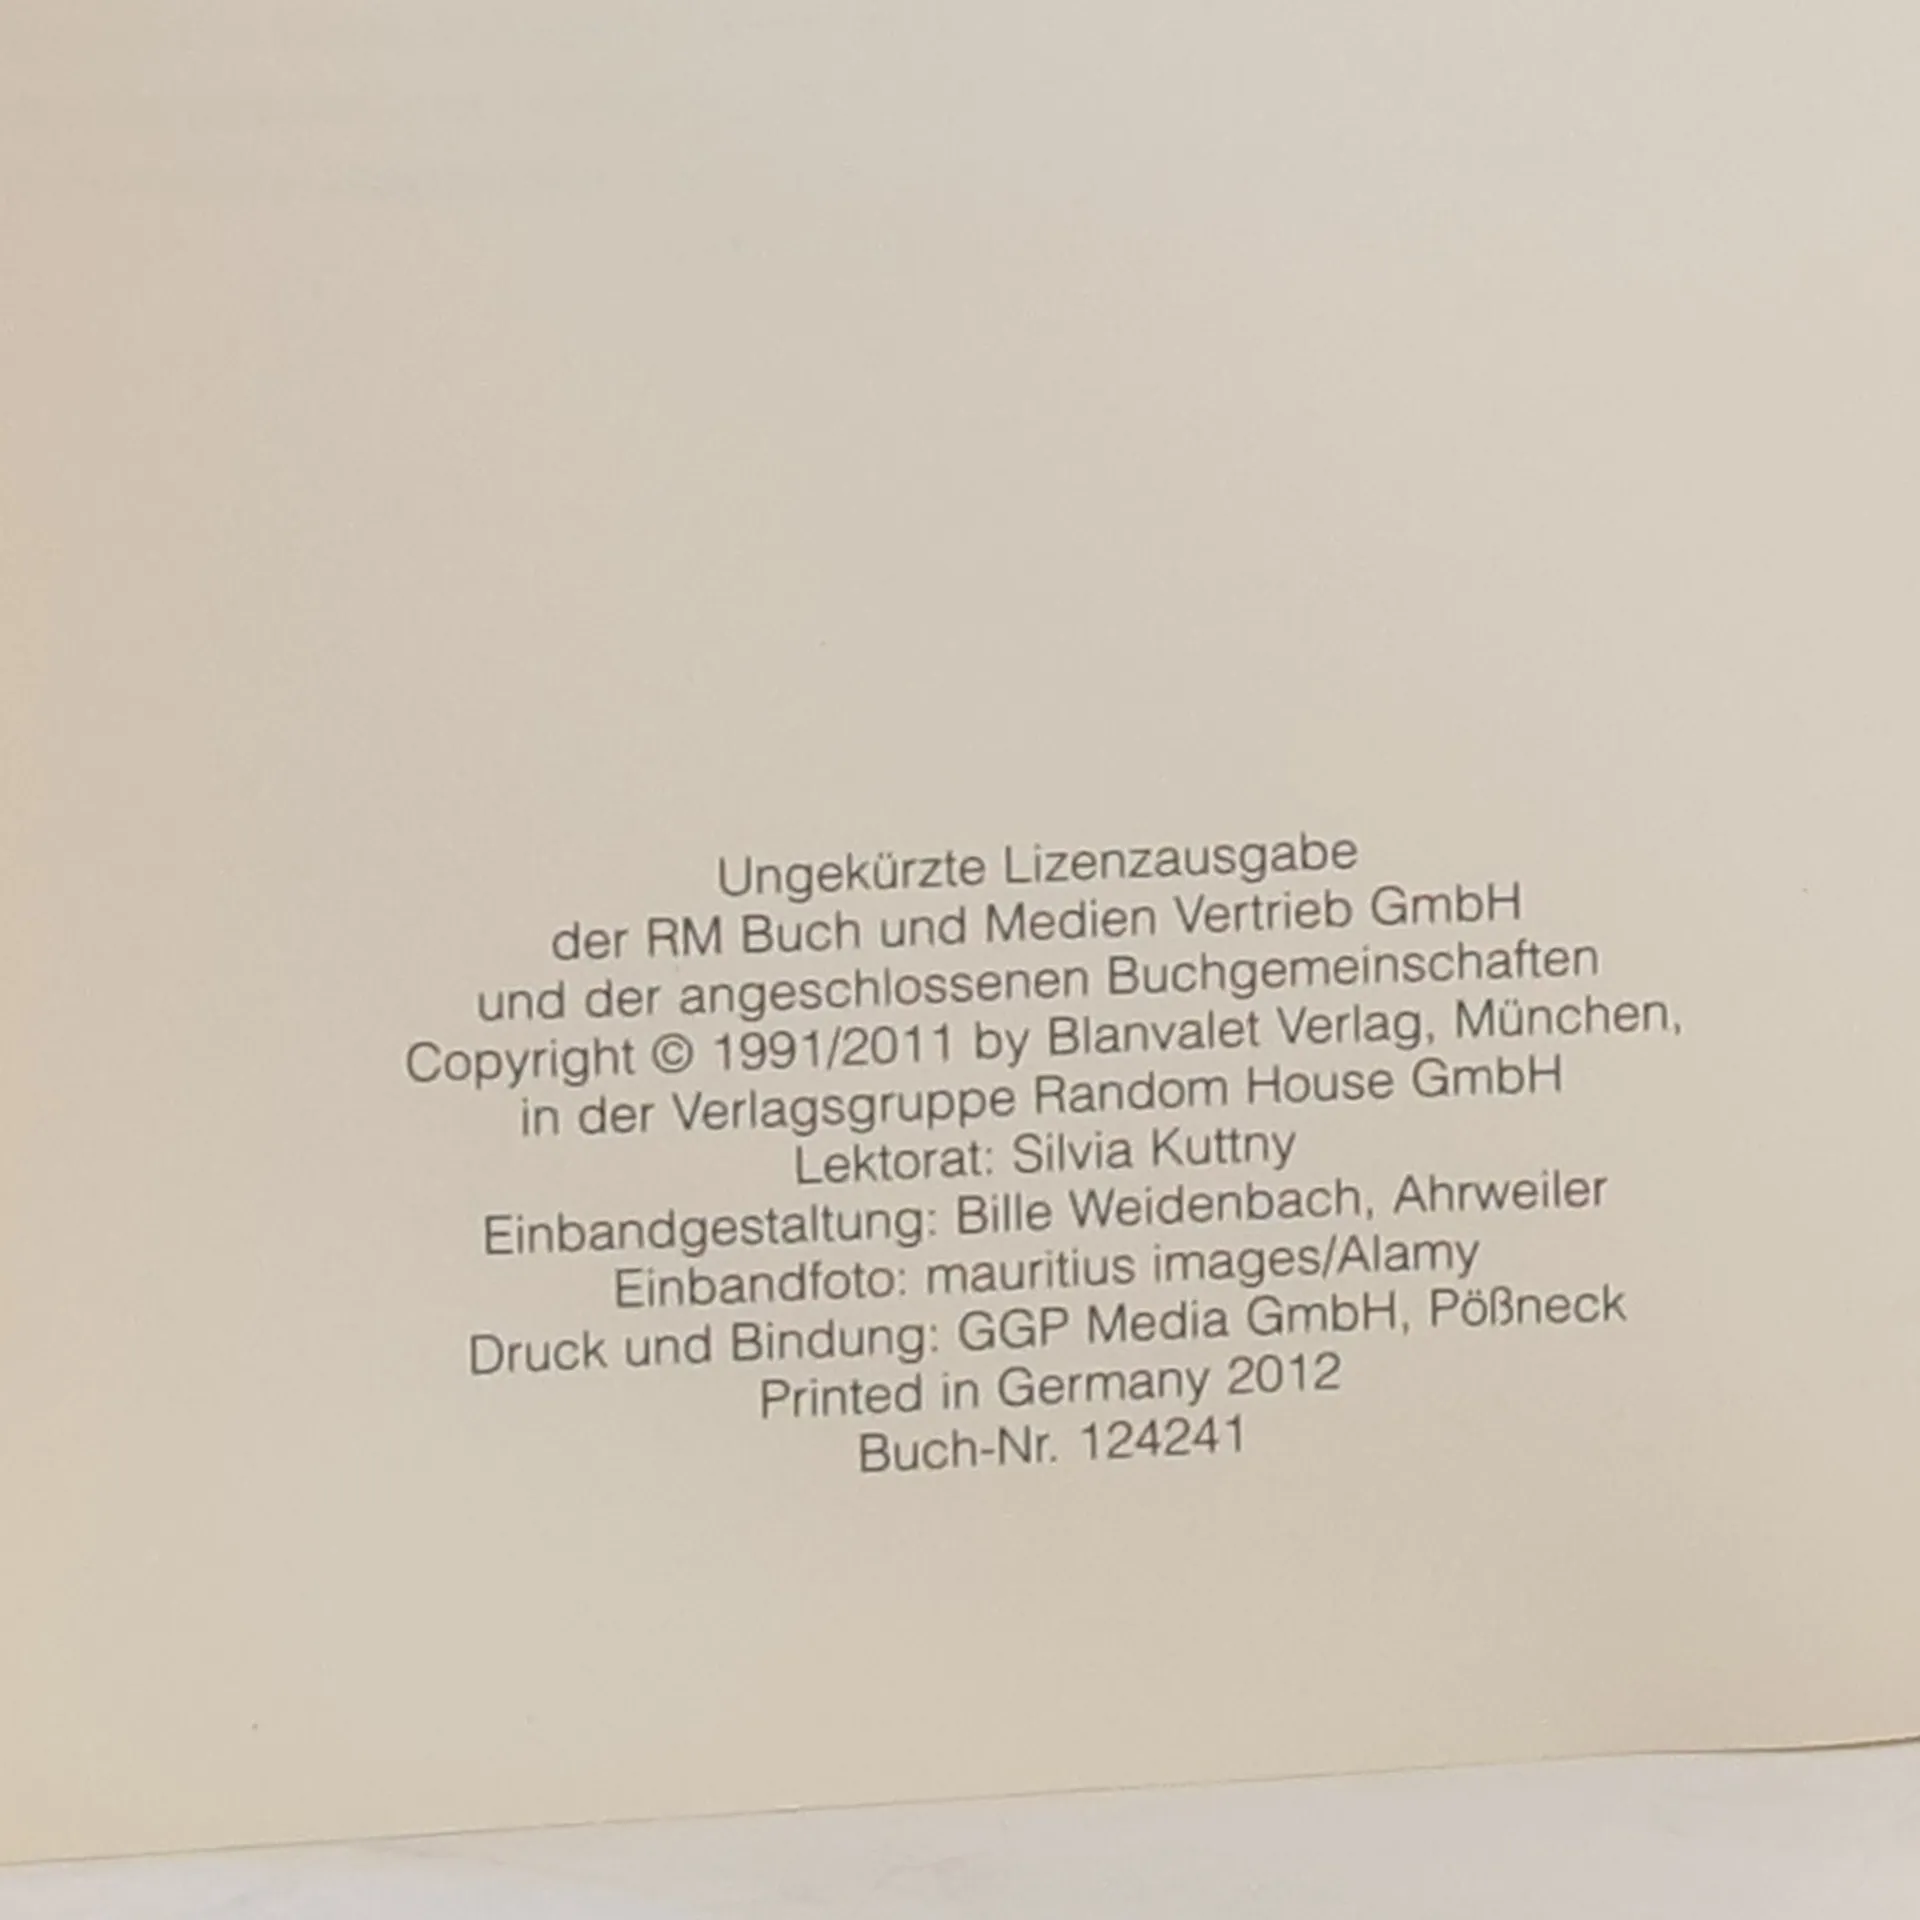 Ungekürzte Lizenzausgabe
der RM Buch und Medien Vertrieb GmbH
und der angeschlossenen Buchgemeinschaften
Copyright © 1991/2011 by Blanvalet Verlag, München,
in der Verlagsgruppe Random House GmbH
Lektorat: Silvia Kuttny
Einbandgestaltung: Bille Weidenbach, Ahrweiler
Einbandfoto: mauritius images/Alamy
Druck und Bindung: GGP Media GmbH, Pößneck
Printed in Germany 2012
Buch-Nr. 124241